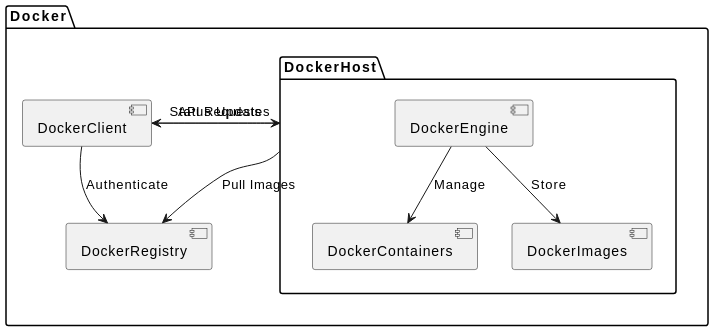 Docker
DockerHost
DockerClient
Status Updates
API Requests
DockerEngine
Authenticate
Pull Images
Manage
Store
DockerRegistry
DockerContainers
DockerImages